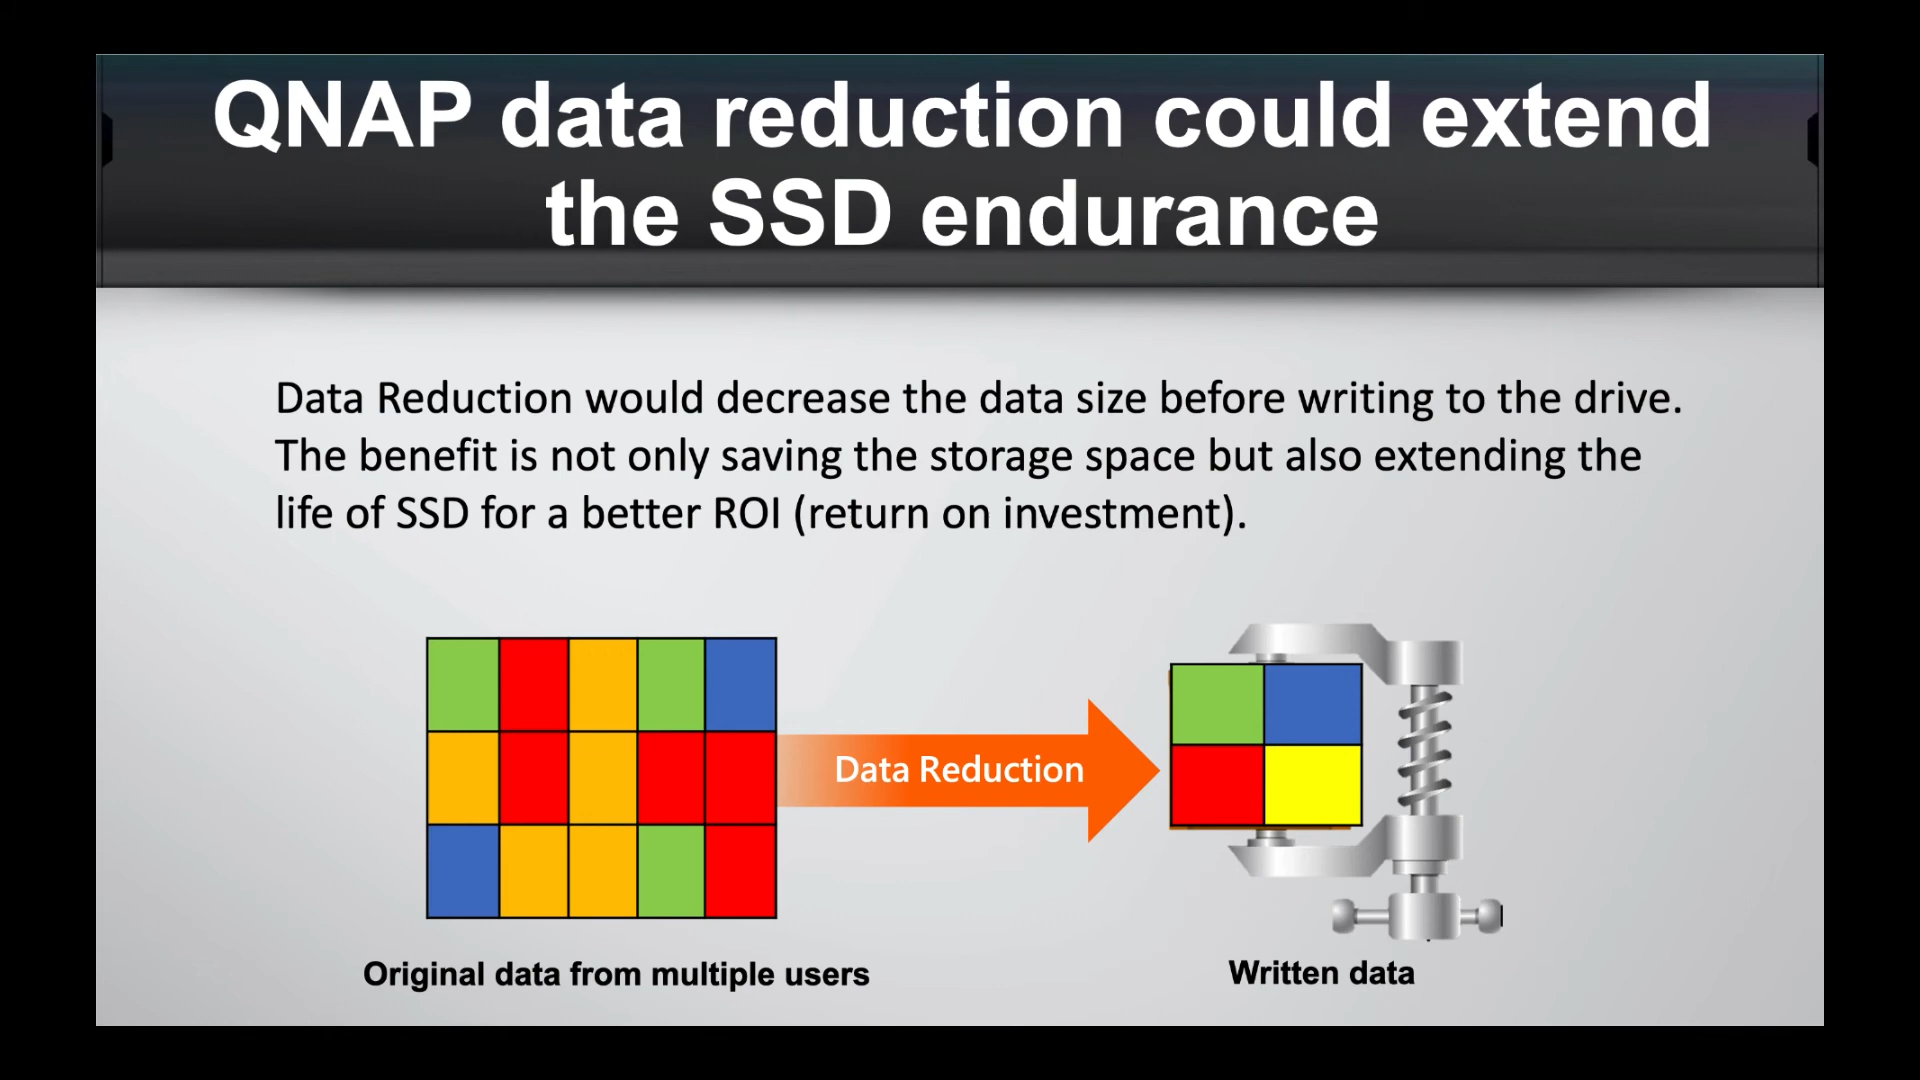 QNAP data reduction could extend
the SSD endurance
Data Reduction would decrease the data size before writing to the drive.
The benefit is not only saving the storage space but also extending the
life of SSD for a better ROI (return on investment).
Data Reduction
Original data from multiple users
Written data